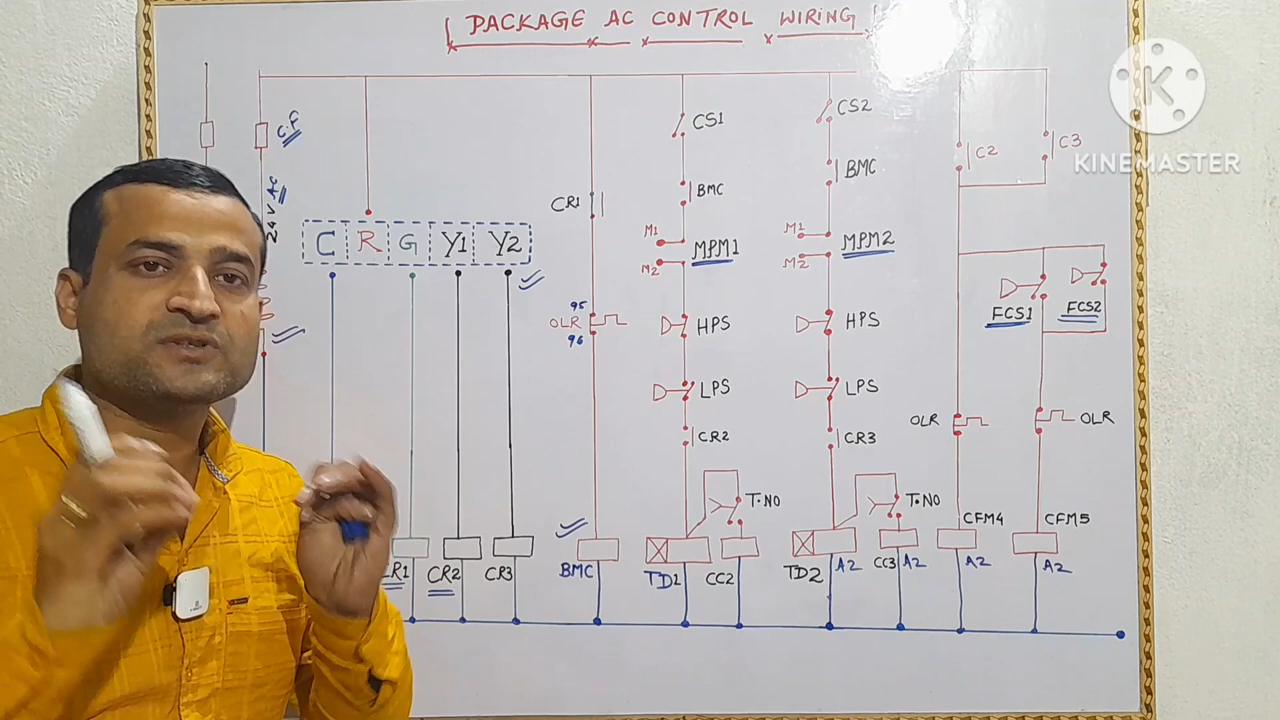 PACKAGE AC CONTROL WIRING
K
KINEMASTER
C.F
24V AC
C R G Y1 Y2
CR1
95
OLR
96
BMC
CS1
BMC
M1
M2
MPM1
HPS
LPS
CR2
T.NO
TD1
CC2
CS2
BMC
M1
M2
MPM2
HPS
LPS
CR3
T.NO
TD2
A2
CC3
A2
C2
C3
FCS1
FCS2
OLR
OLR
CFM4
CFM5
A2
A2
CR2
CR3